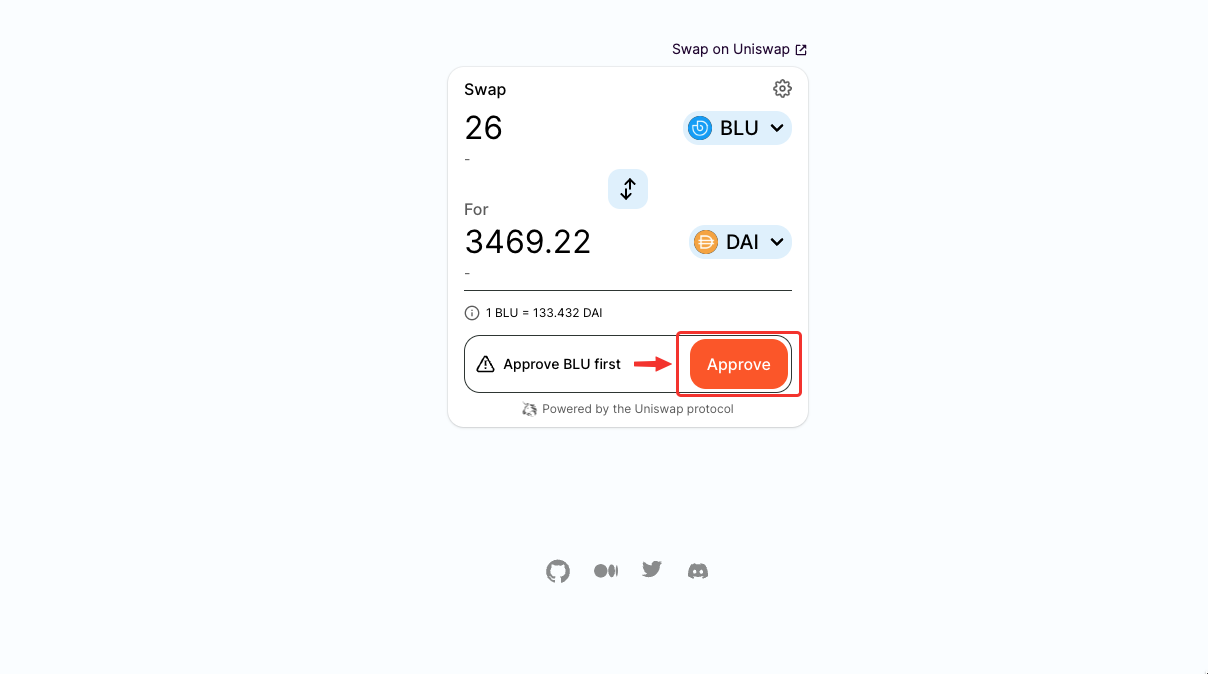 Swap on Uniswap
Swap
26 BLU
-
For
3469.22 DAI
-
1 BLU = 133.432 DAI
Approve BLU first Approve
Powered by the Uniswap protocol